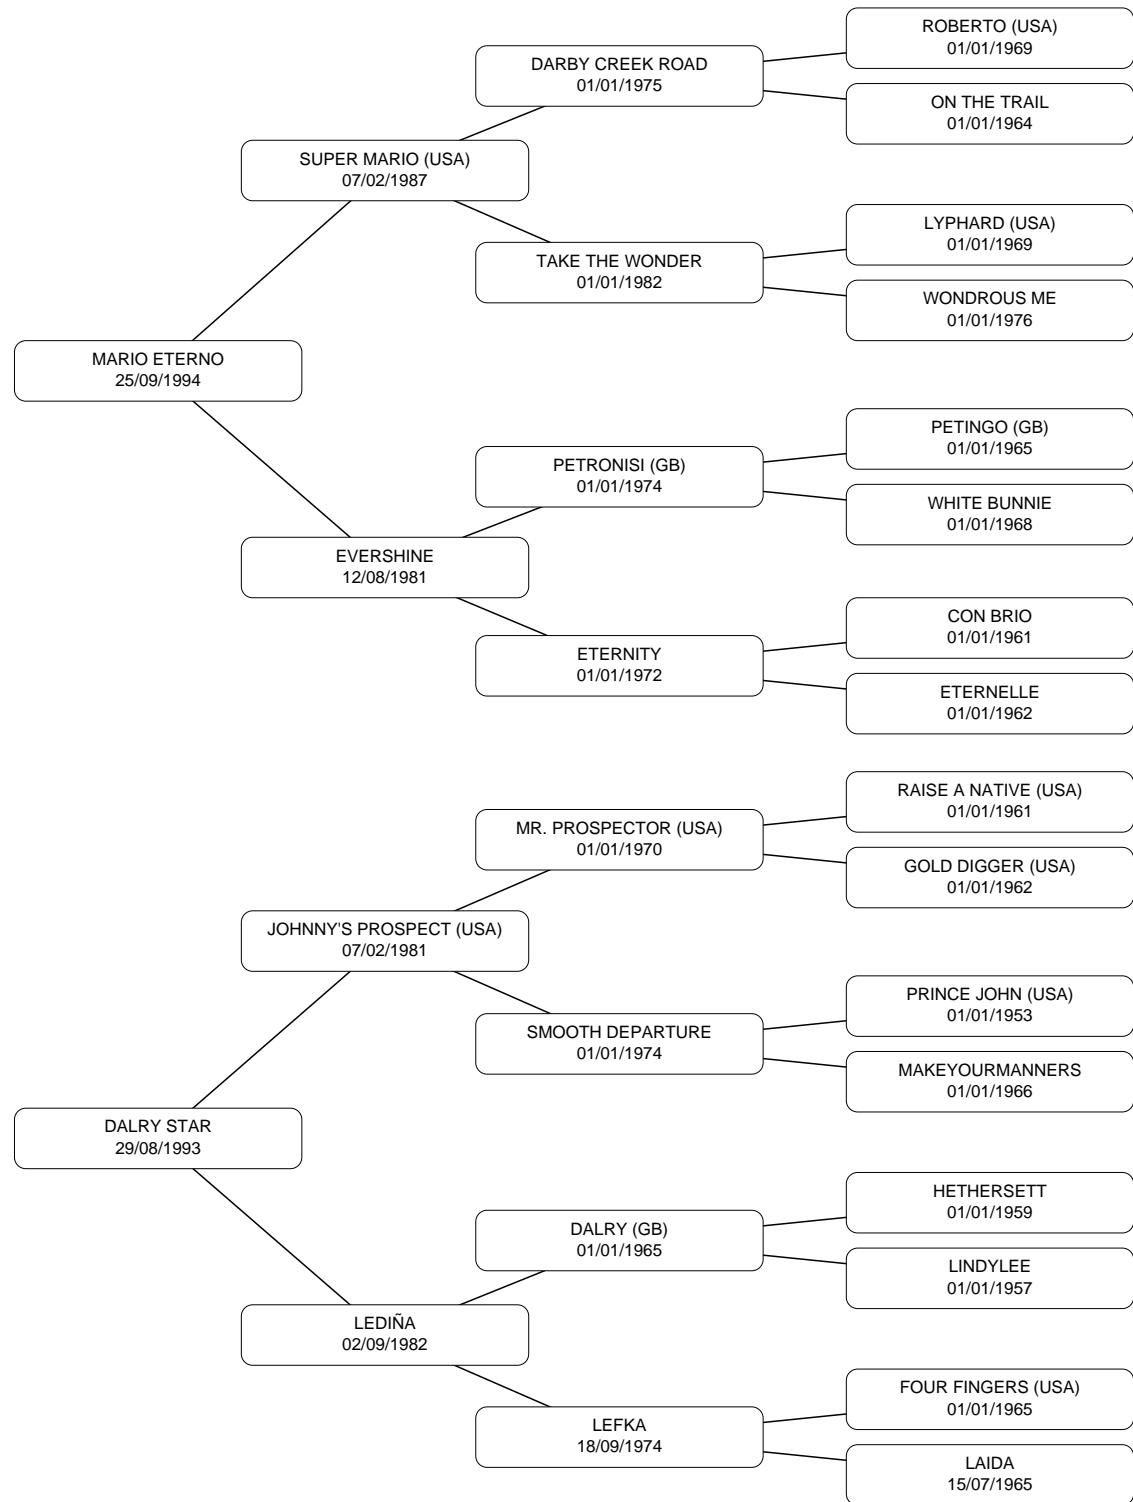 ROBERTO (USA)
01/01/1969
DARBY CREEK ROAD
01/01/1975
ON THE TRAIL
01/01/1964
SUPER MARIO (USA)
07/02/1987
LYPHARD (USA)
01/01/1969
TAKE THE WONDER
01/01/1982
WONDROUS ME
01/01/1976
MARIO ETERNO
25/09/1994
PETINGO (GB)
01/01/1965
PETRONISI (GB)
01/01/1974
WHITE BUNNIE
01/01/1968
EVERSHINE
12/08/1981
CON BRIO
01/01/1961
ETERNITY
01/01/1972
ETERNELLE
01/01/1962
RAISE A NATIVE (USA)
01/01/1961
MR. PROSPECTOR (USA)
01/01/1970
GOLD DIGGER (USA)
01/01/1962
JOHNNY'S PROSPECT (USA)
07/02/1981
PRINCE JOHN (USA)
01/01/1953
SMOOTH DEPARTURE
01/01/1974
MAKEYOURMANNERS
01/01/1966
DALRY STAR
29/08/1993
HETHERSETT
01/01/1959
DALRY (GB)
01/01/1965
LINDYLEE
01/01/1957
LEDIÑA
02/09/1982
FOUR FINGERS (USA)
01/01/1965
LEFKA
18/09/1974
LAIDA
15/07/1965